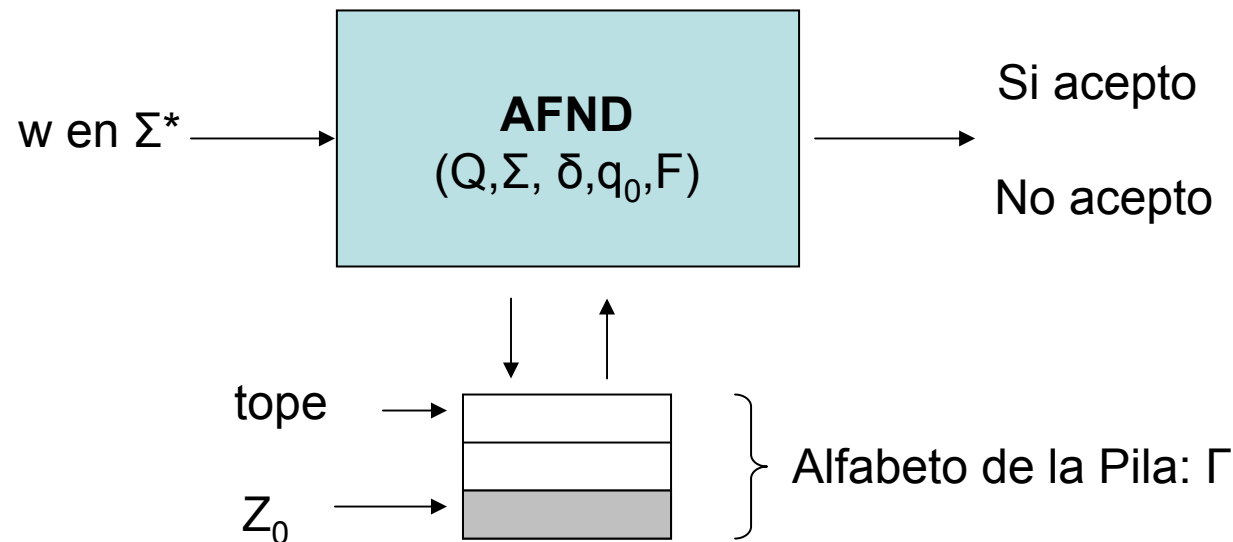 Si acepto
w en Σ*
AFND
(Q,Σ, δ,q₀,F)
No acepto
tope
Alfabeto de la Pila: Γ
Z₀